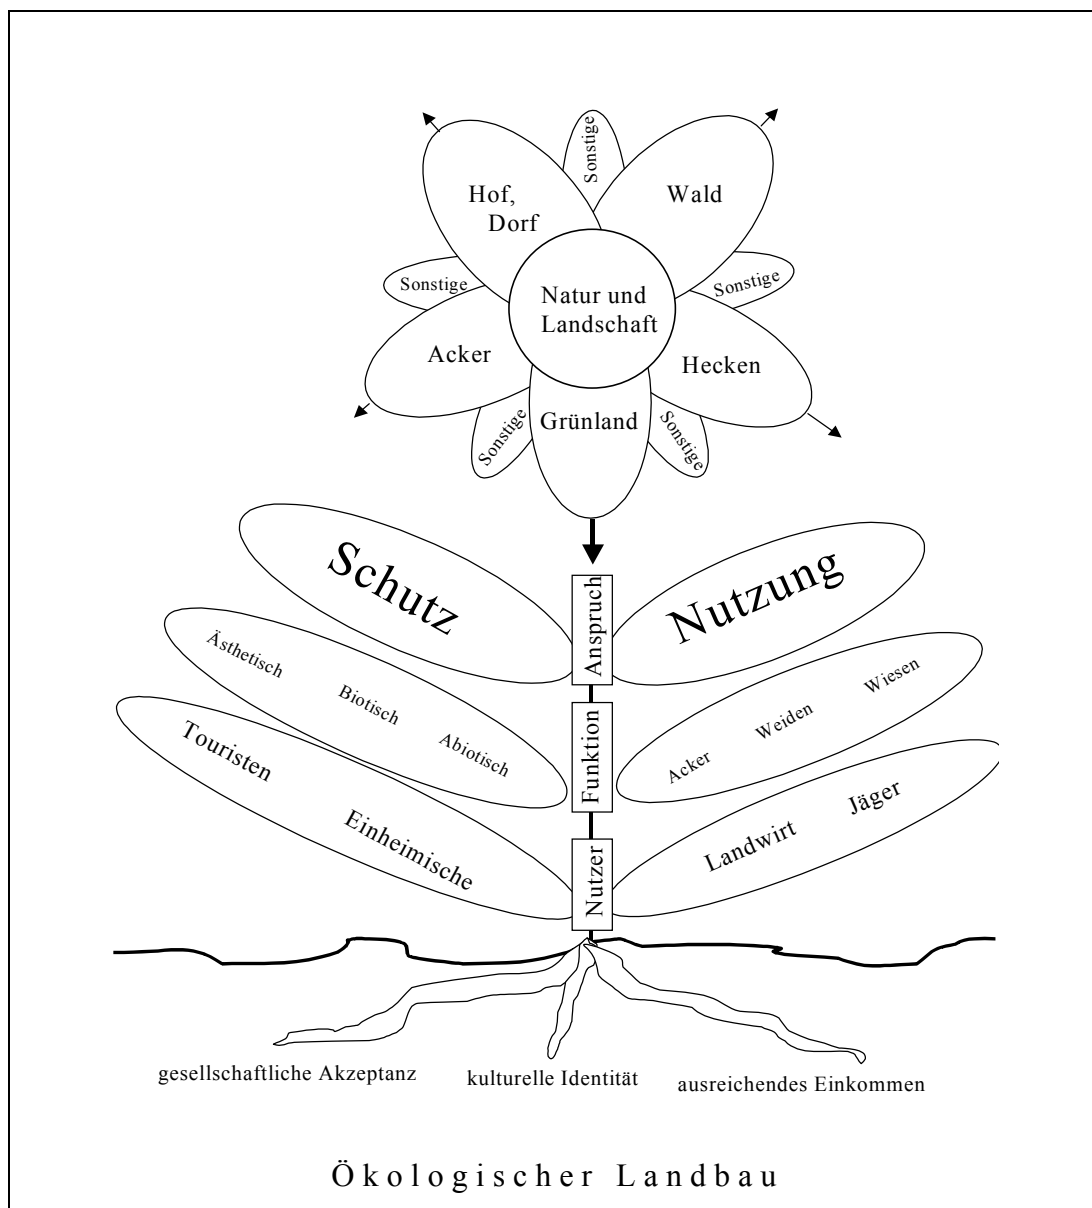 Sonstige
Hof,
Dorf
Wald
Sonstige
Sonstige
Natur und
Landschaft
Acker
Hecken
Grünland
Sonstige
Sonstige
Schutz
Nutzung
Anspruch
Ästhetisch
Biotisch
Abiotisch
Funktion
Acker
Weiden
Wiesen
Touristen
Einheimische
Nutzer
Landwirt
Jäger
gesellschaftliche Akzeptanz
kulturelle Identität
ausreichendes Einkommen
Ökologischer Landbau